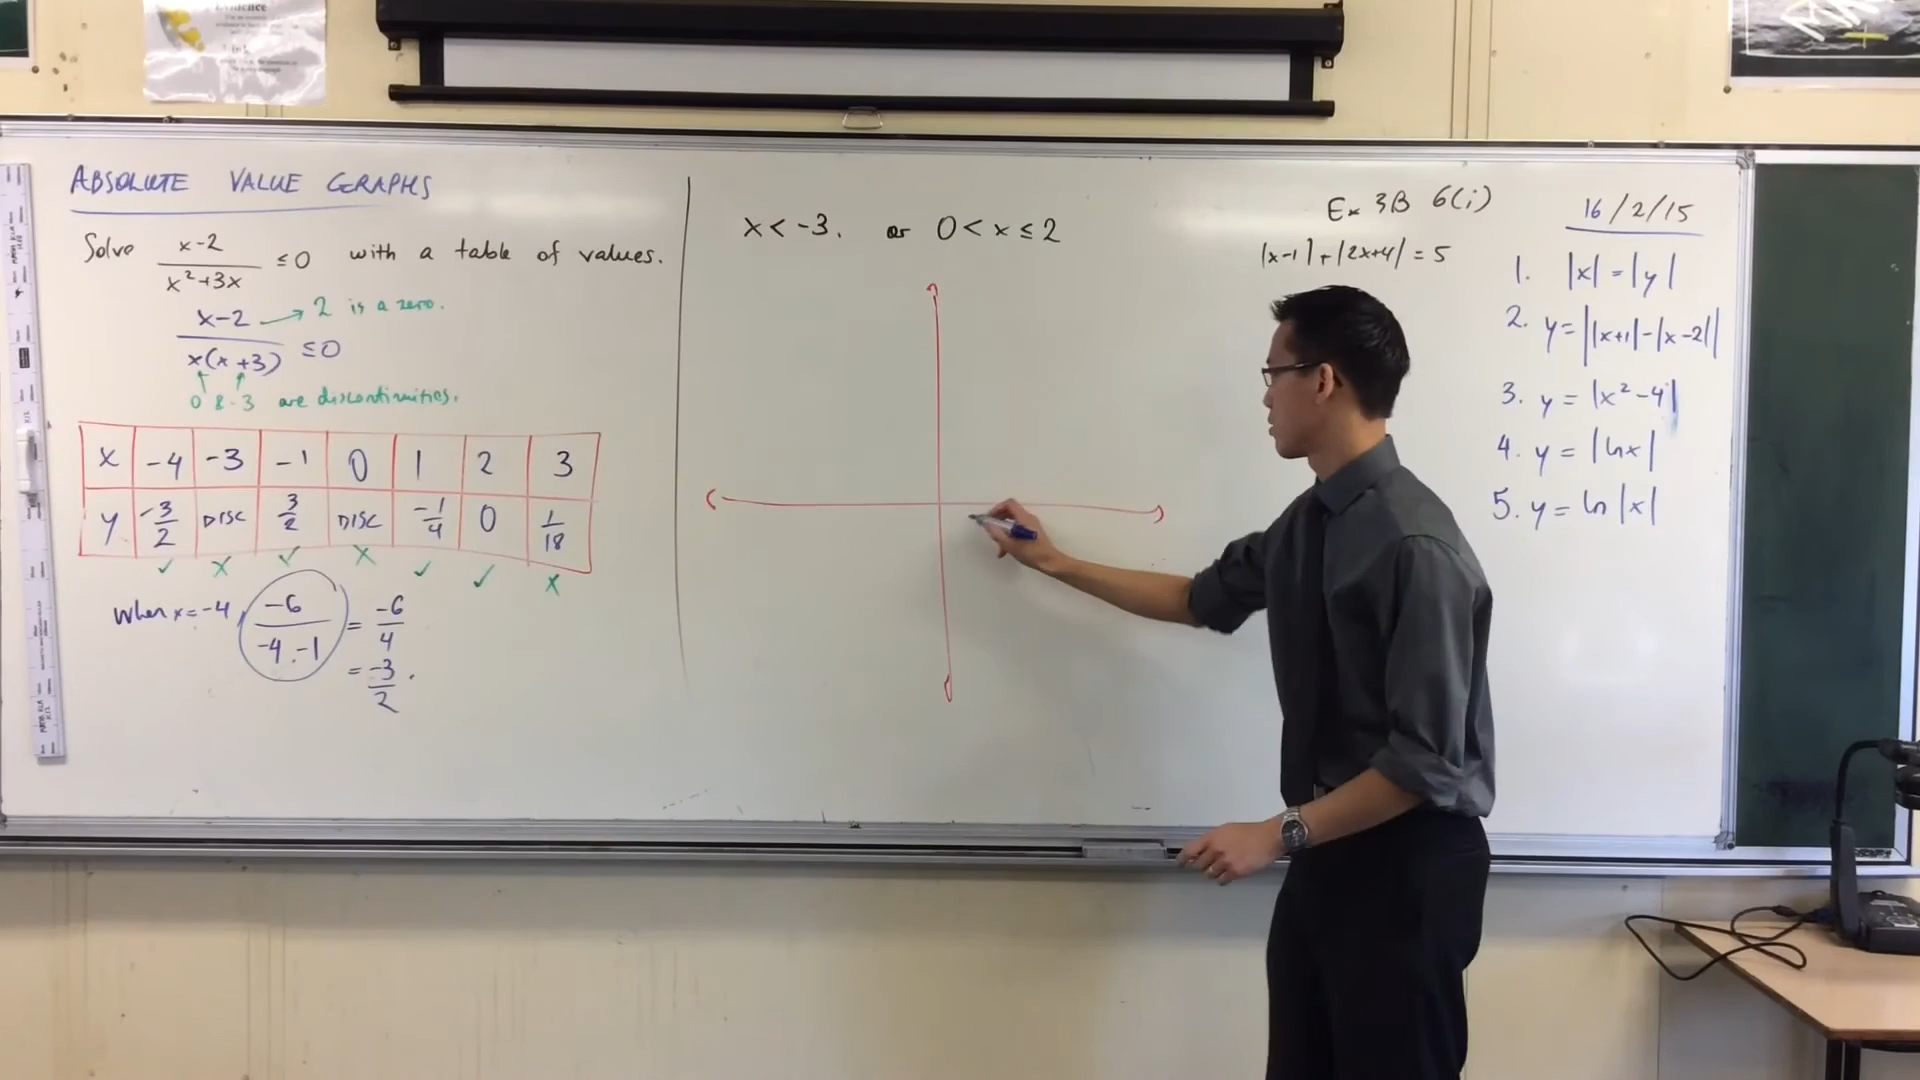 Evidence
ABSOLUTE VALUE GRAPHS
Solve x-2 / x²+3x ≤ 0 with a table of values.
x-2 / x(x+3) ≤ 0 → 2 is a zero.
0 & -3 are discontinuities.
x -4 -3 -1 0 1 2 3
y -3/2 DISC 3/2 DISC -1/4 0 1/18
✓ x ✓ x ✓ ✓ x
When x = -4, -6 / -4.-1 = -6/4
= -3/2.
x < -3. or 0 < x ≤ 2
Ex 3B 6(i)
|x-1| + |2x+4| = 5
16/2/15
1. |x| = |y|
2. y = ||x+1|-|x-2||
3. y = |x²-4|
4. y = |ln x|
5. y = ln |x|